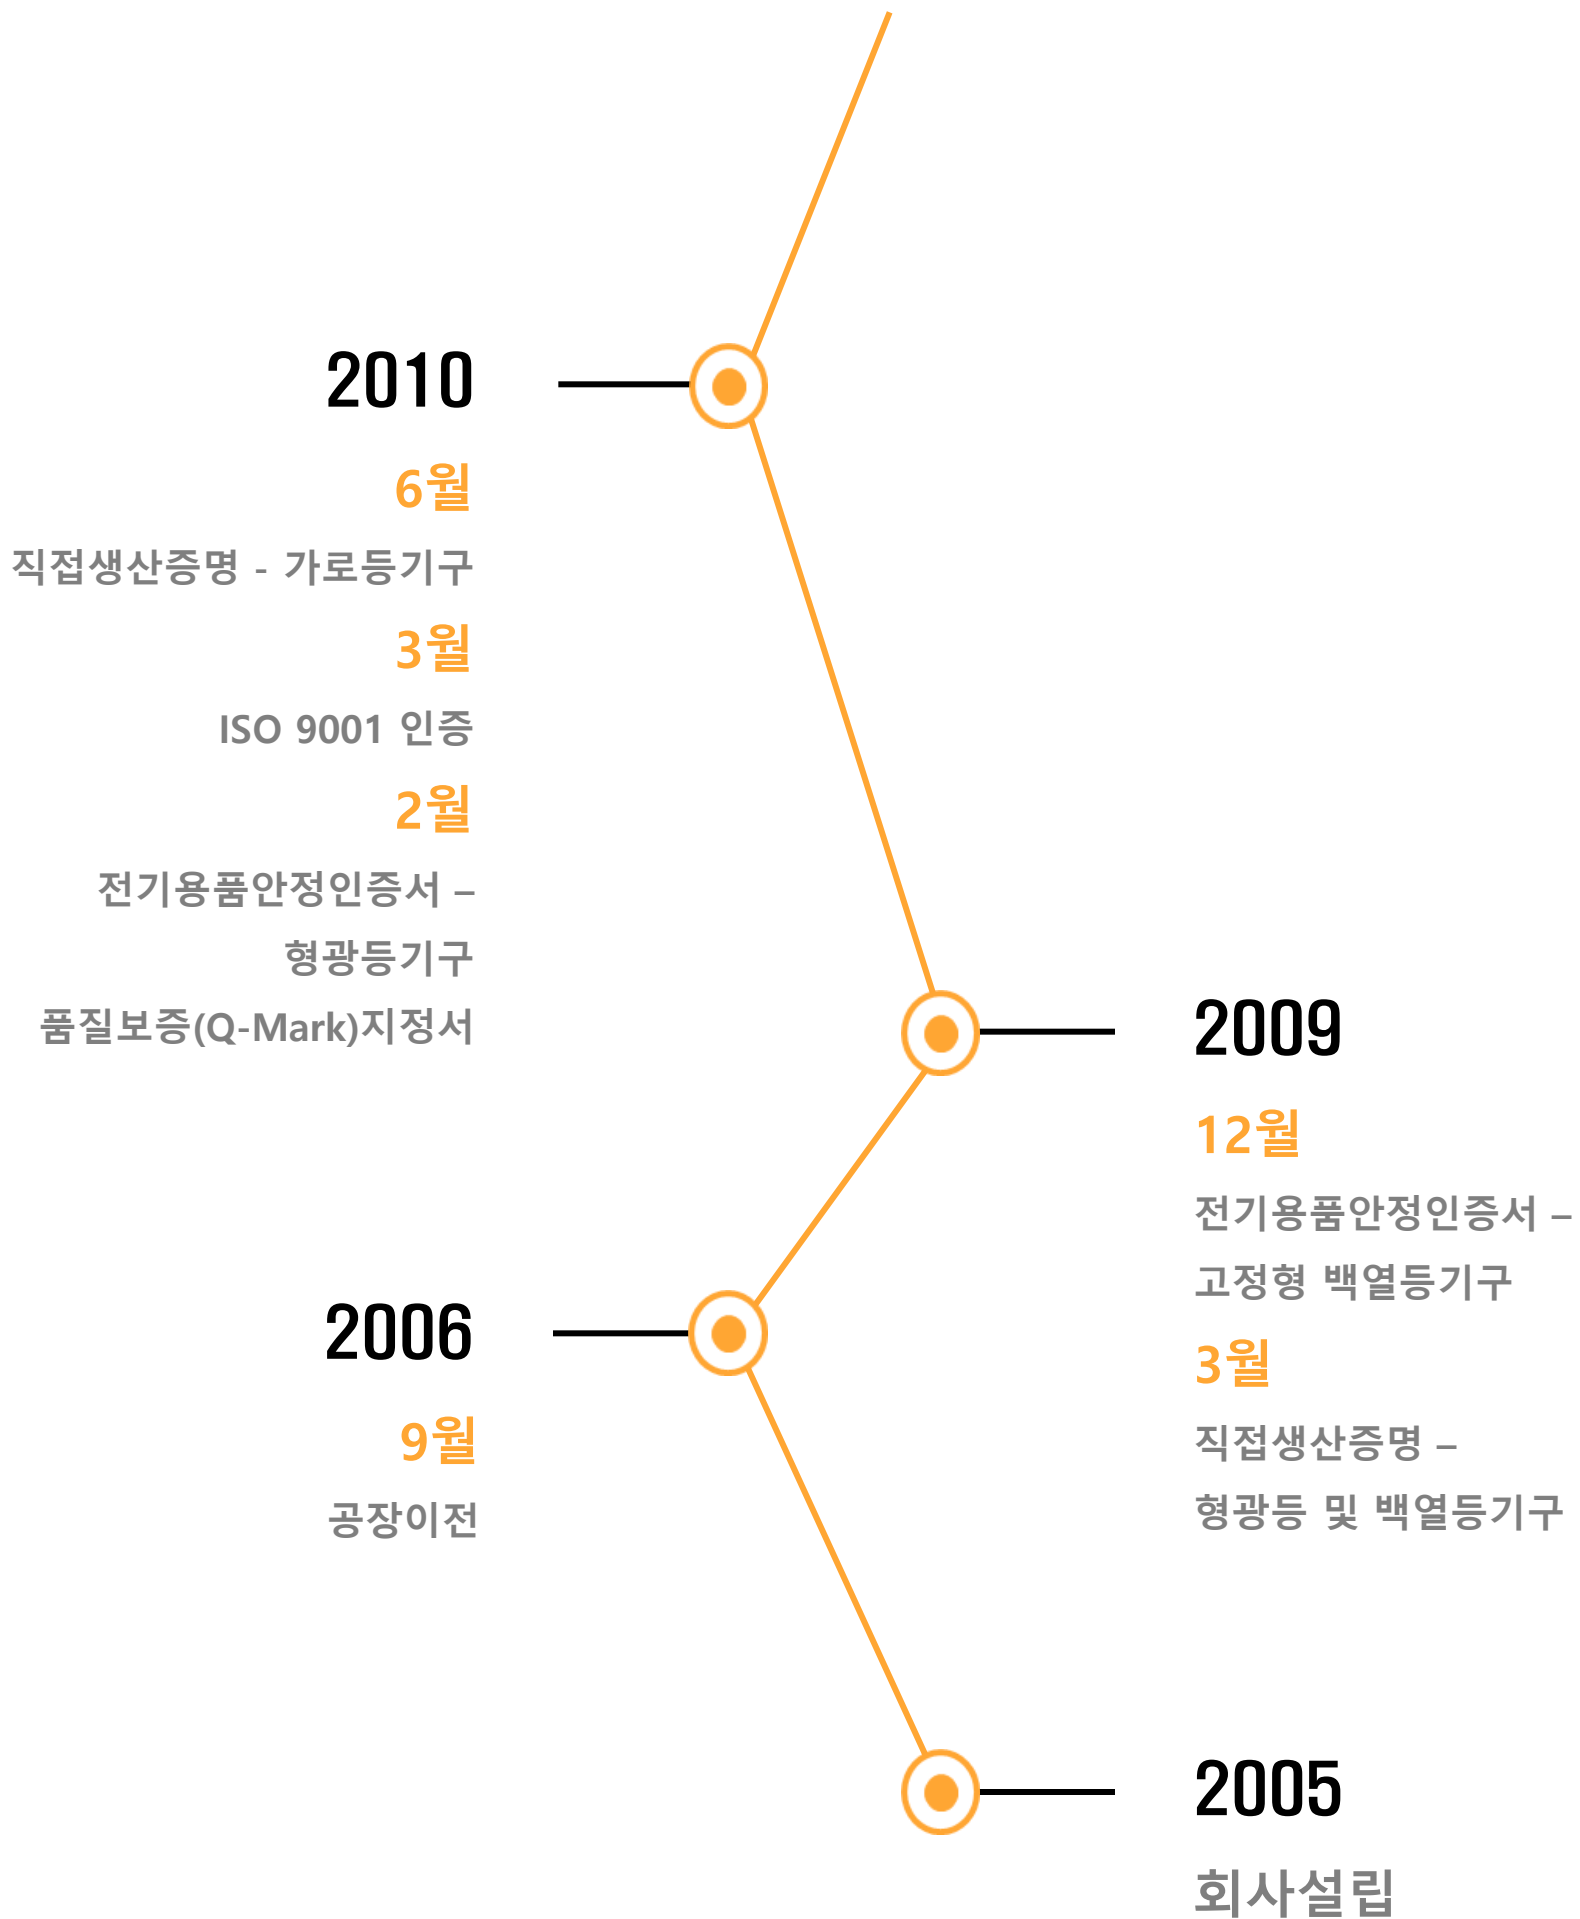 2010
6월
직접생산증명 - 가로등기구
3월
ISO 9001 인증
2월
전기용품안정인증서 –
형광등기구
품질보증(Q-Mark)지정서
2009
12월
전기용품안정인증서 –
고정형 백열등기구
3월
직접생산증명 –
형광등 및 백열등기구
2006
9월
공장이전
2005
회사설립